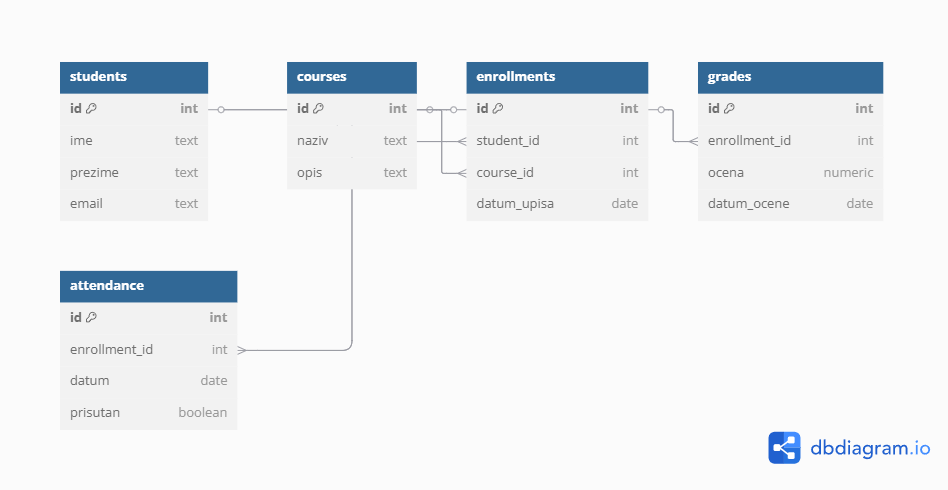 students
id int
ime text
prezime text
email text
courses
id int
naziv text
opis text
enrollments
id int
student_id int
course_id int
datum_upisa date
grades
id int
enrollment_id int
ocena numeric
datum_ocene date
attendance
id int
enrollment_id int
datum date
prisutan boolean
dbdiagram.io